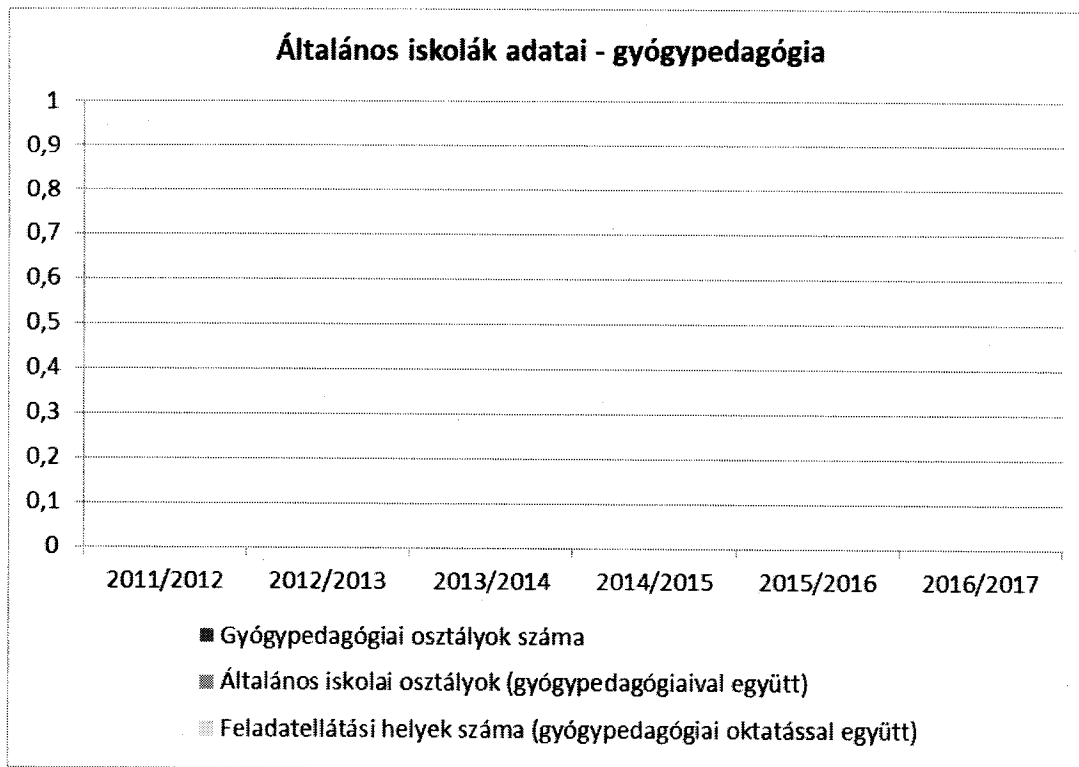 Általános iskolák adatai - gyógypedagógia
1
0,9
0,8
0,7
0,6
0,5
0,4
0,3
0,2
0,1
0
2011/2012 2012/2013 2013/2014 2014/2015 2015/2016 2016/2017
Gyógypedagógiai osztályok száma
Általános iskolai osztályok (gyógypedagógiaival együtt)
Feladatellátási helyek száma (gyógypedagógiai oktatással együtt)